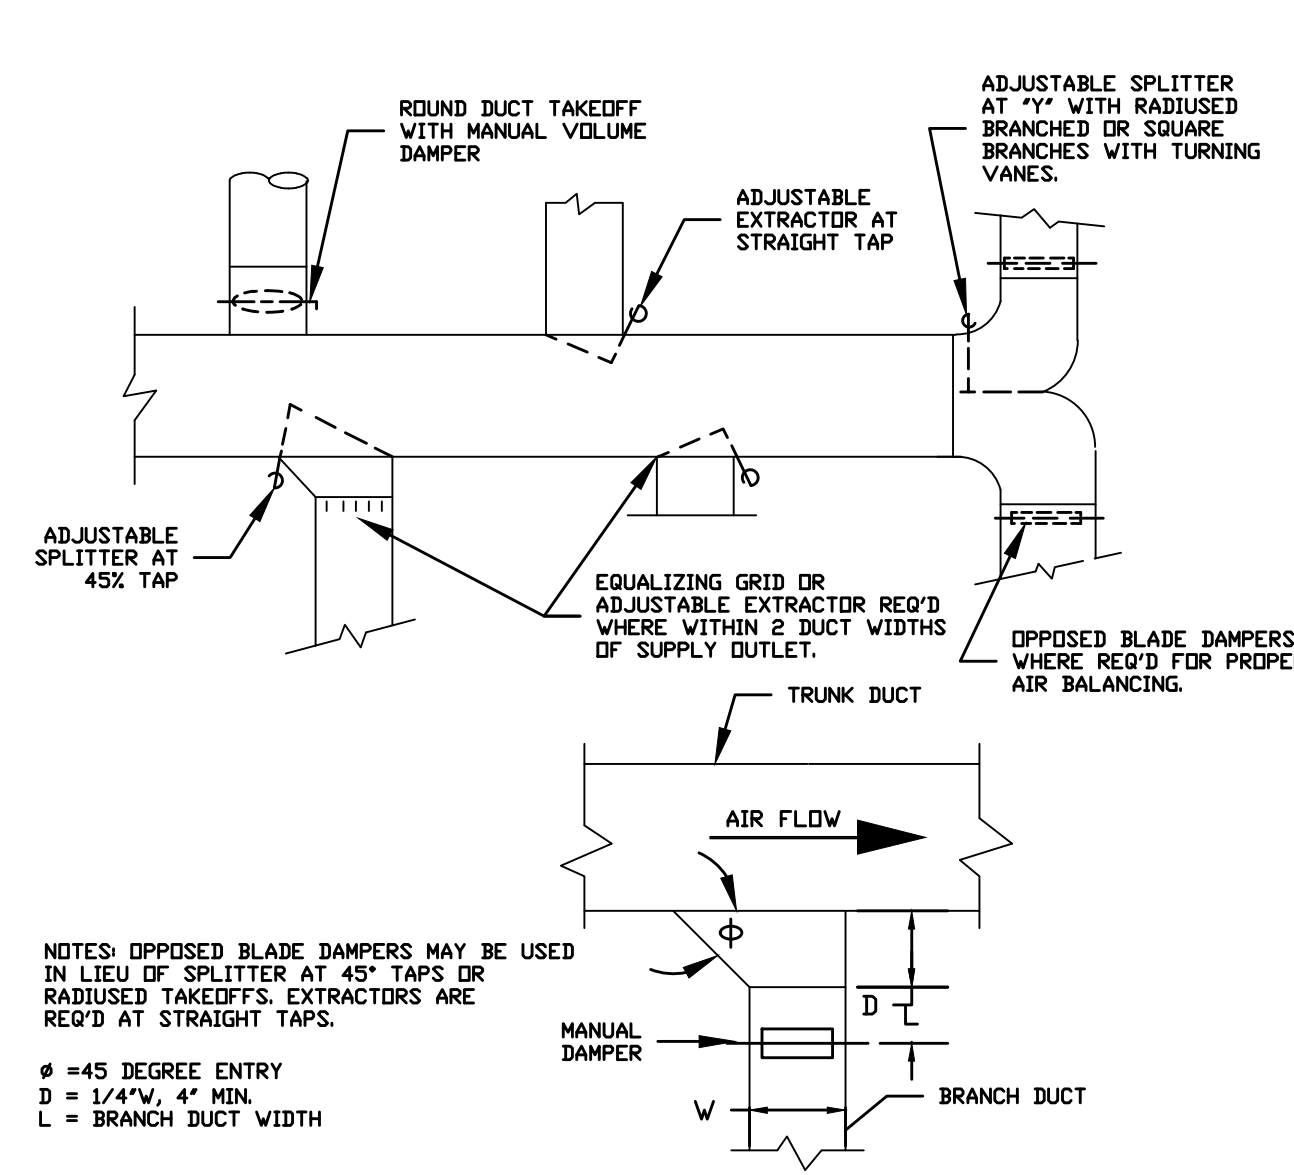 ROUND DUCT TAKEOFF
WITH MANUAL VOLUME
DAMPER
ADJUSTABLE
EXTRACTOR AT
STRAIGHT TAP
ADJUSTABLE SPLITTER
AT "Y" WITH RADIUSED
BRANCHED OR SQUARE
BRANCHES WITH TURNING
VANES.
ADJUSTABLE
SPLITTER AT
45% TAP
EQUALIZING GRID OR
ADJUSTABLE EXTRACTOR REQ'D
WHERE WITHIN 2 DUCT WIDTHS
OF SUPPLY OUTLET.
OPPOSED BLADE DAMPERS
WHERE REQ'D FOR PROPE
AIR BALANCING.
TRUNK DUCT
AIR FLOW
Φ
D
MANUAL
DAMPER
W
BRANCH DUCT
NOTES: OPPOSED BLADE DAMPERS MAY BE USED
IN LIEU OF SPLITTER AT 45° TAPS OR
RADIUSED TAKEOFFS. EXTRACTORS ARE
REQ'D AT STRAIGHT TAPS.
ø =45 DEGREE ENTRY
D = 1/4"W, 4" MIN.
L = BRANCH DUCT WIDTH